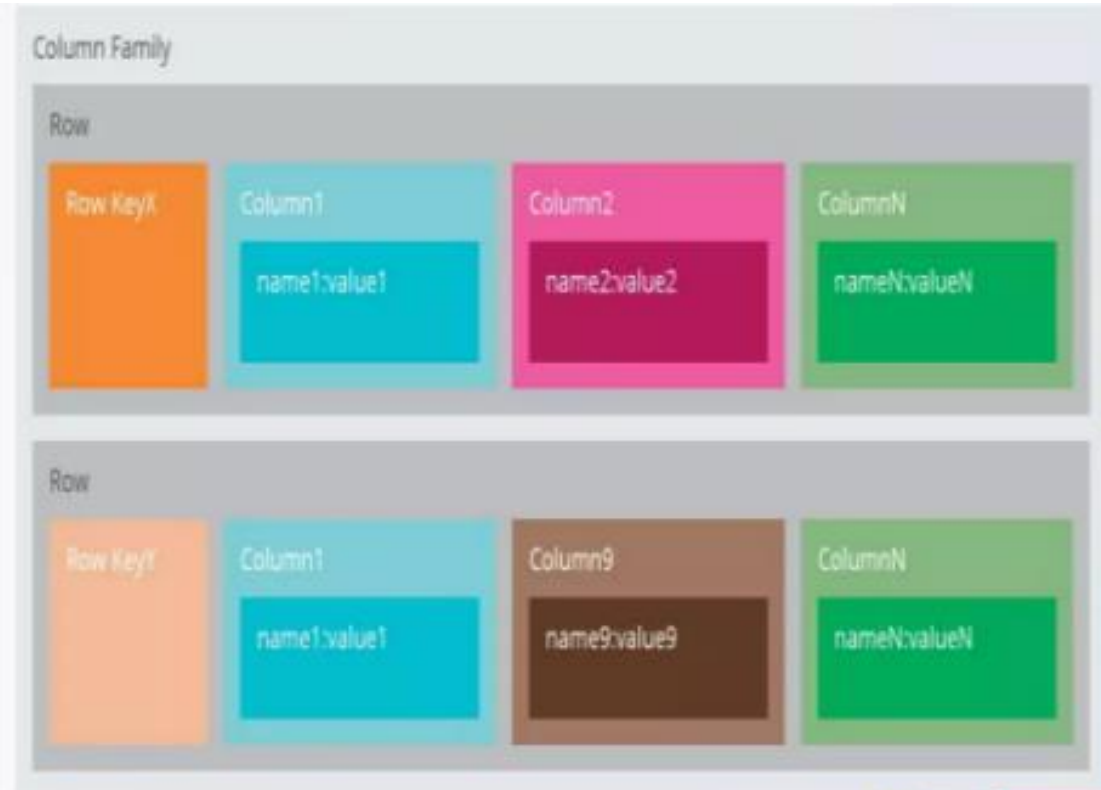 Column Family
Row
Row KeyX
Column1
name1:value1
Column2
name2:value2
ColumnN
nameN:valueN
Row
Row KeyY
Column1
name1:value1
Column9
name9:value9
ColumnN
nameN:valueN